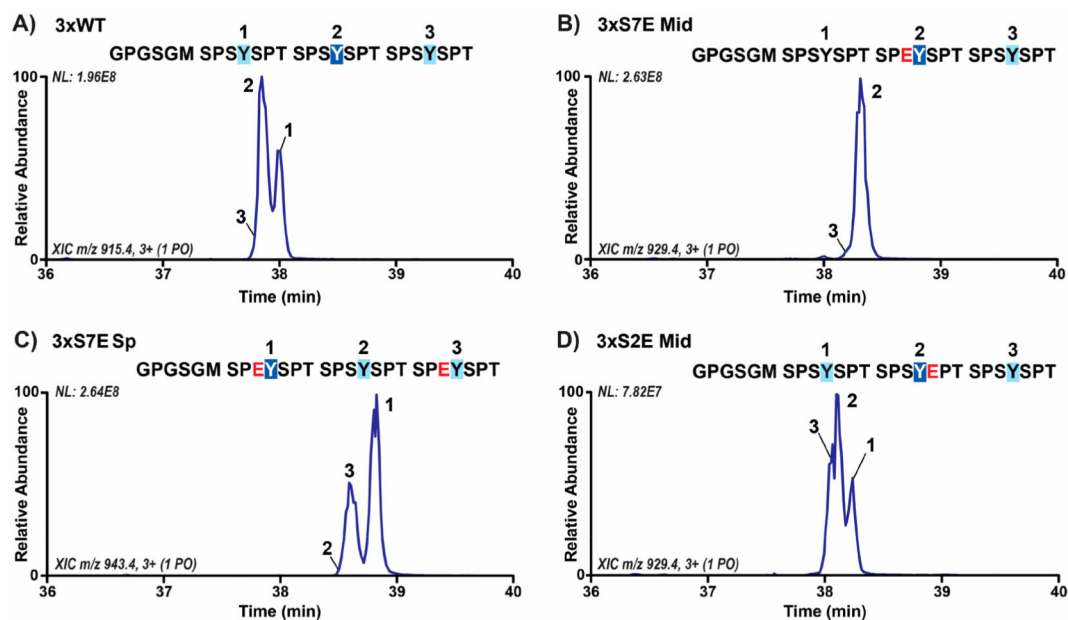 A) 3xWT
1 2 3
GPGSGM SPSYSPT SPSYSPT SPSYSPT
100
NL: 1.96E8
2
1
3
Relative Abundance
XIC m/z 915.4, 3+ (1 PO)
0
36 37 38 39 40
Time (min)
B) 3xS7E Mid
1 2 3
GPGSGM SPSYSPT SPEYSPT SPSYSPT
100
NL: 2.63E8
2
3
Relative Abundance
XIC m/z 929.4, 3+ (1 PO)
0
36 37 38 39 40
Time (min)
C) 3xS7E Sp
1 2 3
GPGSGM SPEYSPT SPSYSPT SPEYSPT
100
NL: 2.64E8
1
3
2
Relative Abundance
XIC m/z 943.4, 3+ (1 PO)
0
36 37 38 39 40
Time (min)
D) 3xS2E Mid
1 2 3
GPGSGM SPSYSPT SPSYEPT SPSYSPT
100
NL: 7.82E7
2
3
1
Relative Abundance
XIC m/z 929.4, 3+ (1 PO)
0
36 37 38 39 40
Time (min)